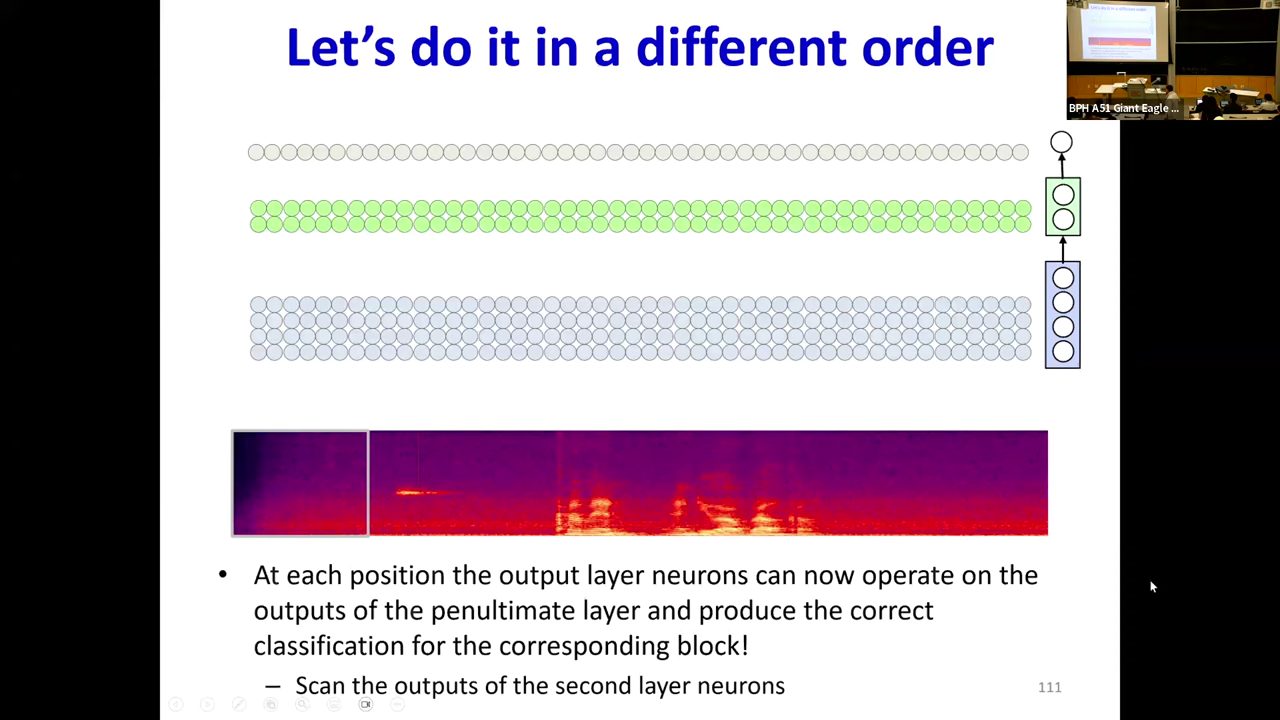 Let's do it in a different order
BPH A51 Giant Eagle ...
• At each position the output layer neurons can now operate on the
outputs of the penultimate layer and produce the correct
classification for the corresponding block!
– Scan the outputs of the second layer neurons
111